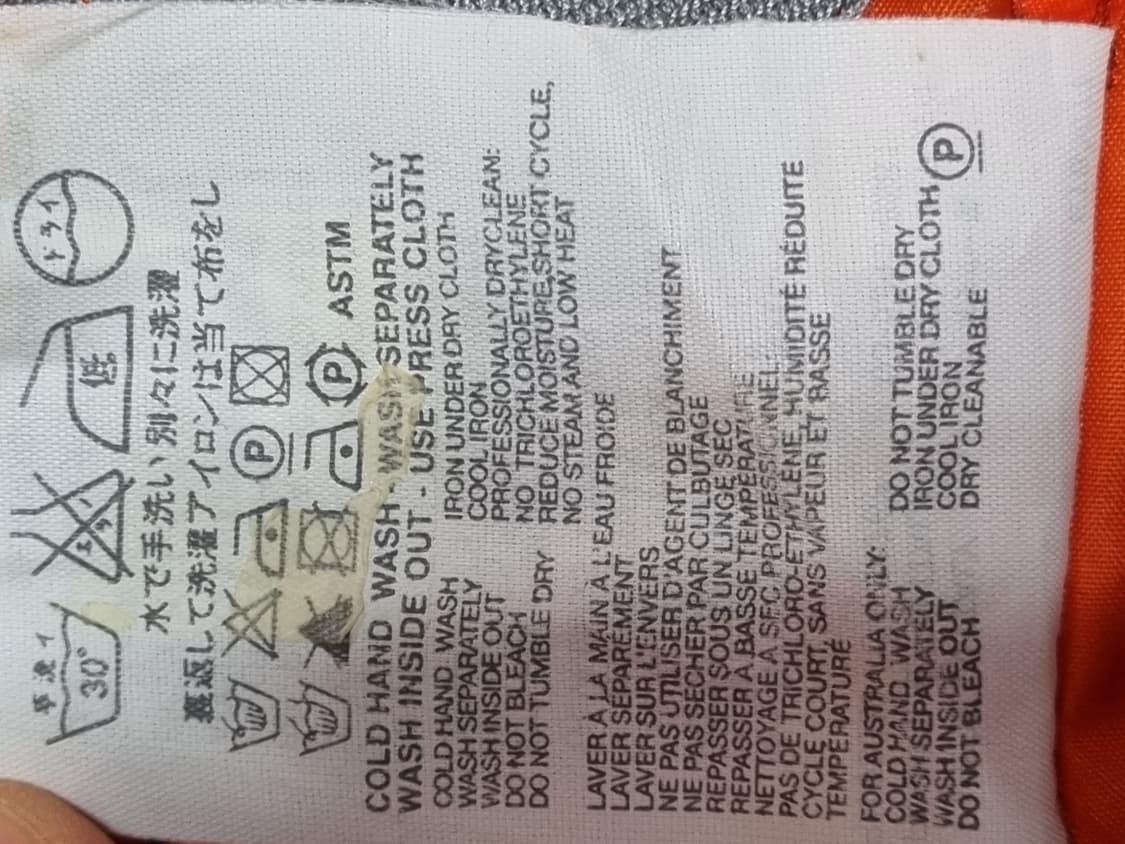 手洗イ
30°
エンソ
サラシ
低
ドライ
水で手洗い 別々に洗濯
裏返して洗濯アイロンは当て布をし
P
P ASTM
COLD HAND WASH - WASH SEPARATELY
WASH INSIDE OUT - USE PRESS CLOTH
COLD HAND WASH
WASH SEPARATELY
WASH INSIDE OUT
DO NOT BLEACH
DO NOT TUMBLE DRY
IRON UNDER DRY CLOTH
COOL IRON
PROFESSIONALLY DRYCLEAN:
NO TRICHLOROETHYLENE
REDUCE MOISTURE,SHORT CYCLE,
NO STEAM AND LOW HEAT
LAVER À LA MAIN À L'EAU FROIDE
LAVER SÉPARÉMENT
LAVER SUR L'ENVERS
NE PAS UTILISER D'AGENT DE BLANCHIMENT
NE PAS SÉCHER PAR CULBUTAGE
REPASSER SOUS UN LINGE SEC
REPASSER À BASSE TEMPÉRATURE
NETTOYAGE À SEC PROFESSIONNEL:
PAS DE TRICHLORO-ÉTHYLÈNE, HUMIDITÉ RÉDUITE
CYCLE COURT, SANS VAPEUR ET BASSE
TEMPÉRATURE
FOR AUSTRALIA ONLY:
COLD HAND WASH
WASH SEPARATELY
WASH INSIDE OUT
DO NOT BLEACH
DO NOT TUMBLE DRY
IRON UNDER DRY CLOTH
COOL IRON
DRY CLEANABLE
P